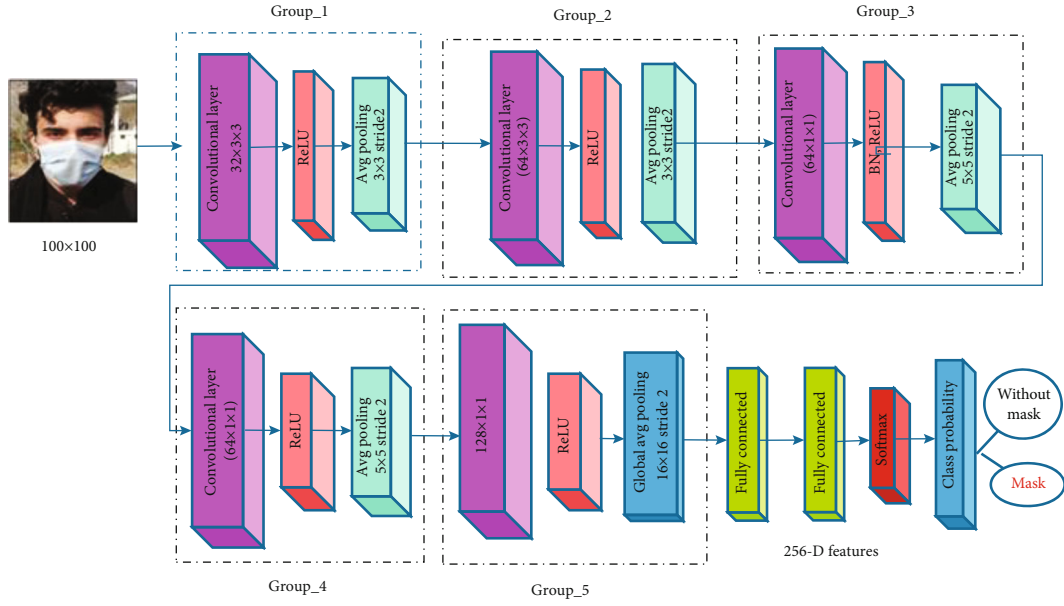 Group_1
Group_2
Group_3
Convolutional layer
32×3×3
ReLU
Avg pooling
3×3 stride2
Convolutional layer
(64×3×3)
ReLU
Avg pooling
3×3 stride2
Convolutional layer
(64×1×1)
BN, ReLU
Avg pooling
5×5 stride 2
100×100
Convolutional layer
(64×1×1)
ReLU
Avg pooling
5×5 stride 2
128×1×1
ReLU
Global avg pooling
16×16 stride 2
Fully connected
Fully connected
Softmax
Class probability
Without
mask
Mask
256-D features
Group_4
Group_5